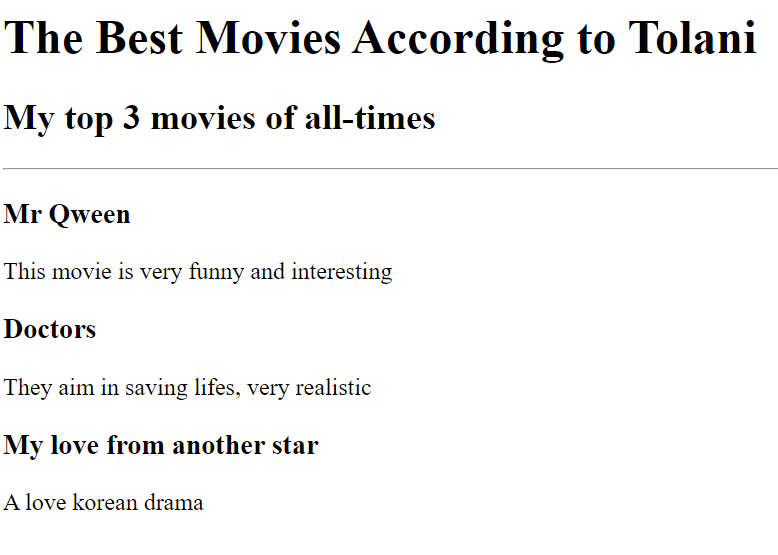 The Best Movies According to Tolani
My top 3 movies of all-times
Mr Qween
This movie is very funny and interesting
Doctors
They aim in saving lifes, very realistic
My love from another star
A love korean drama